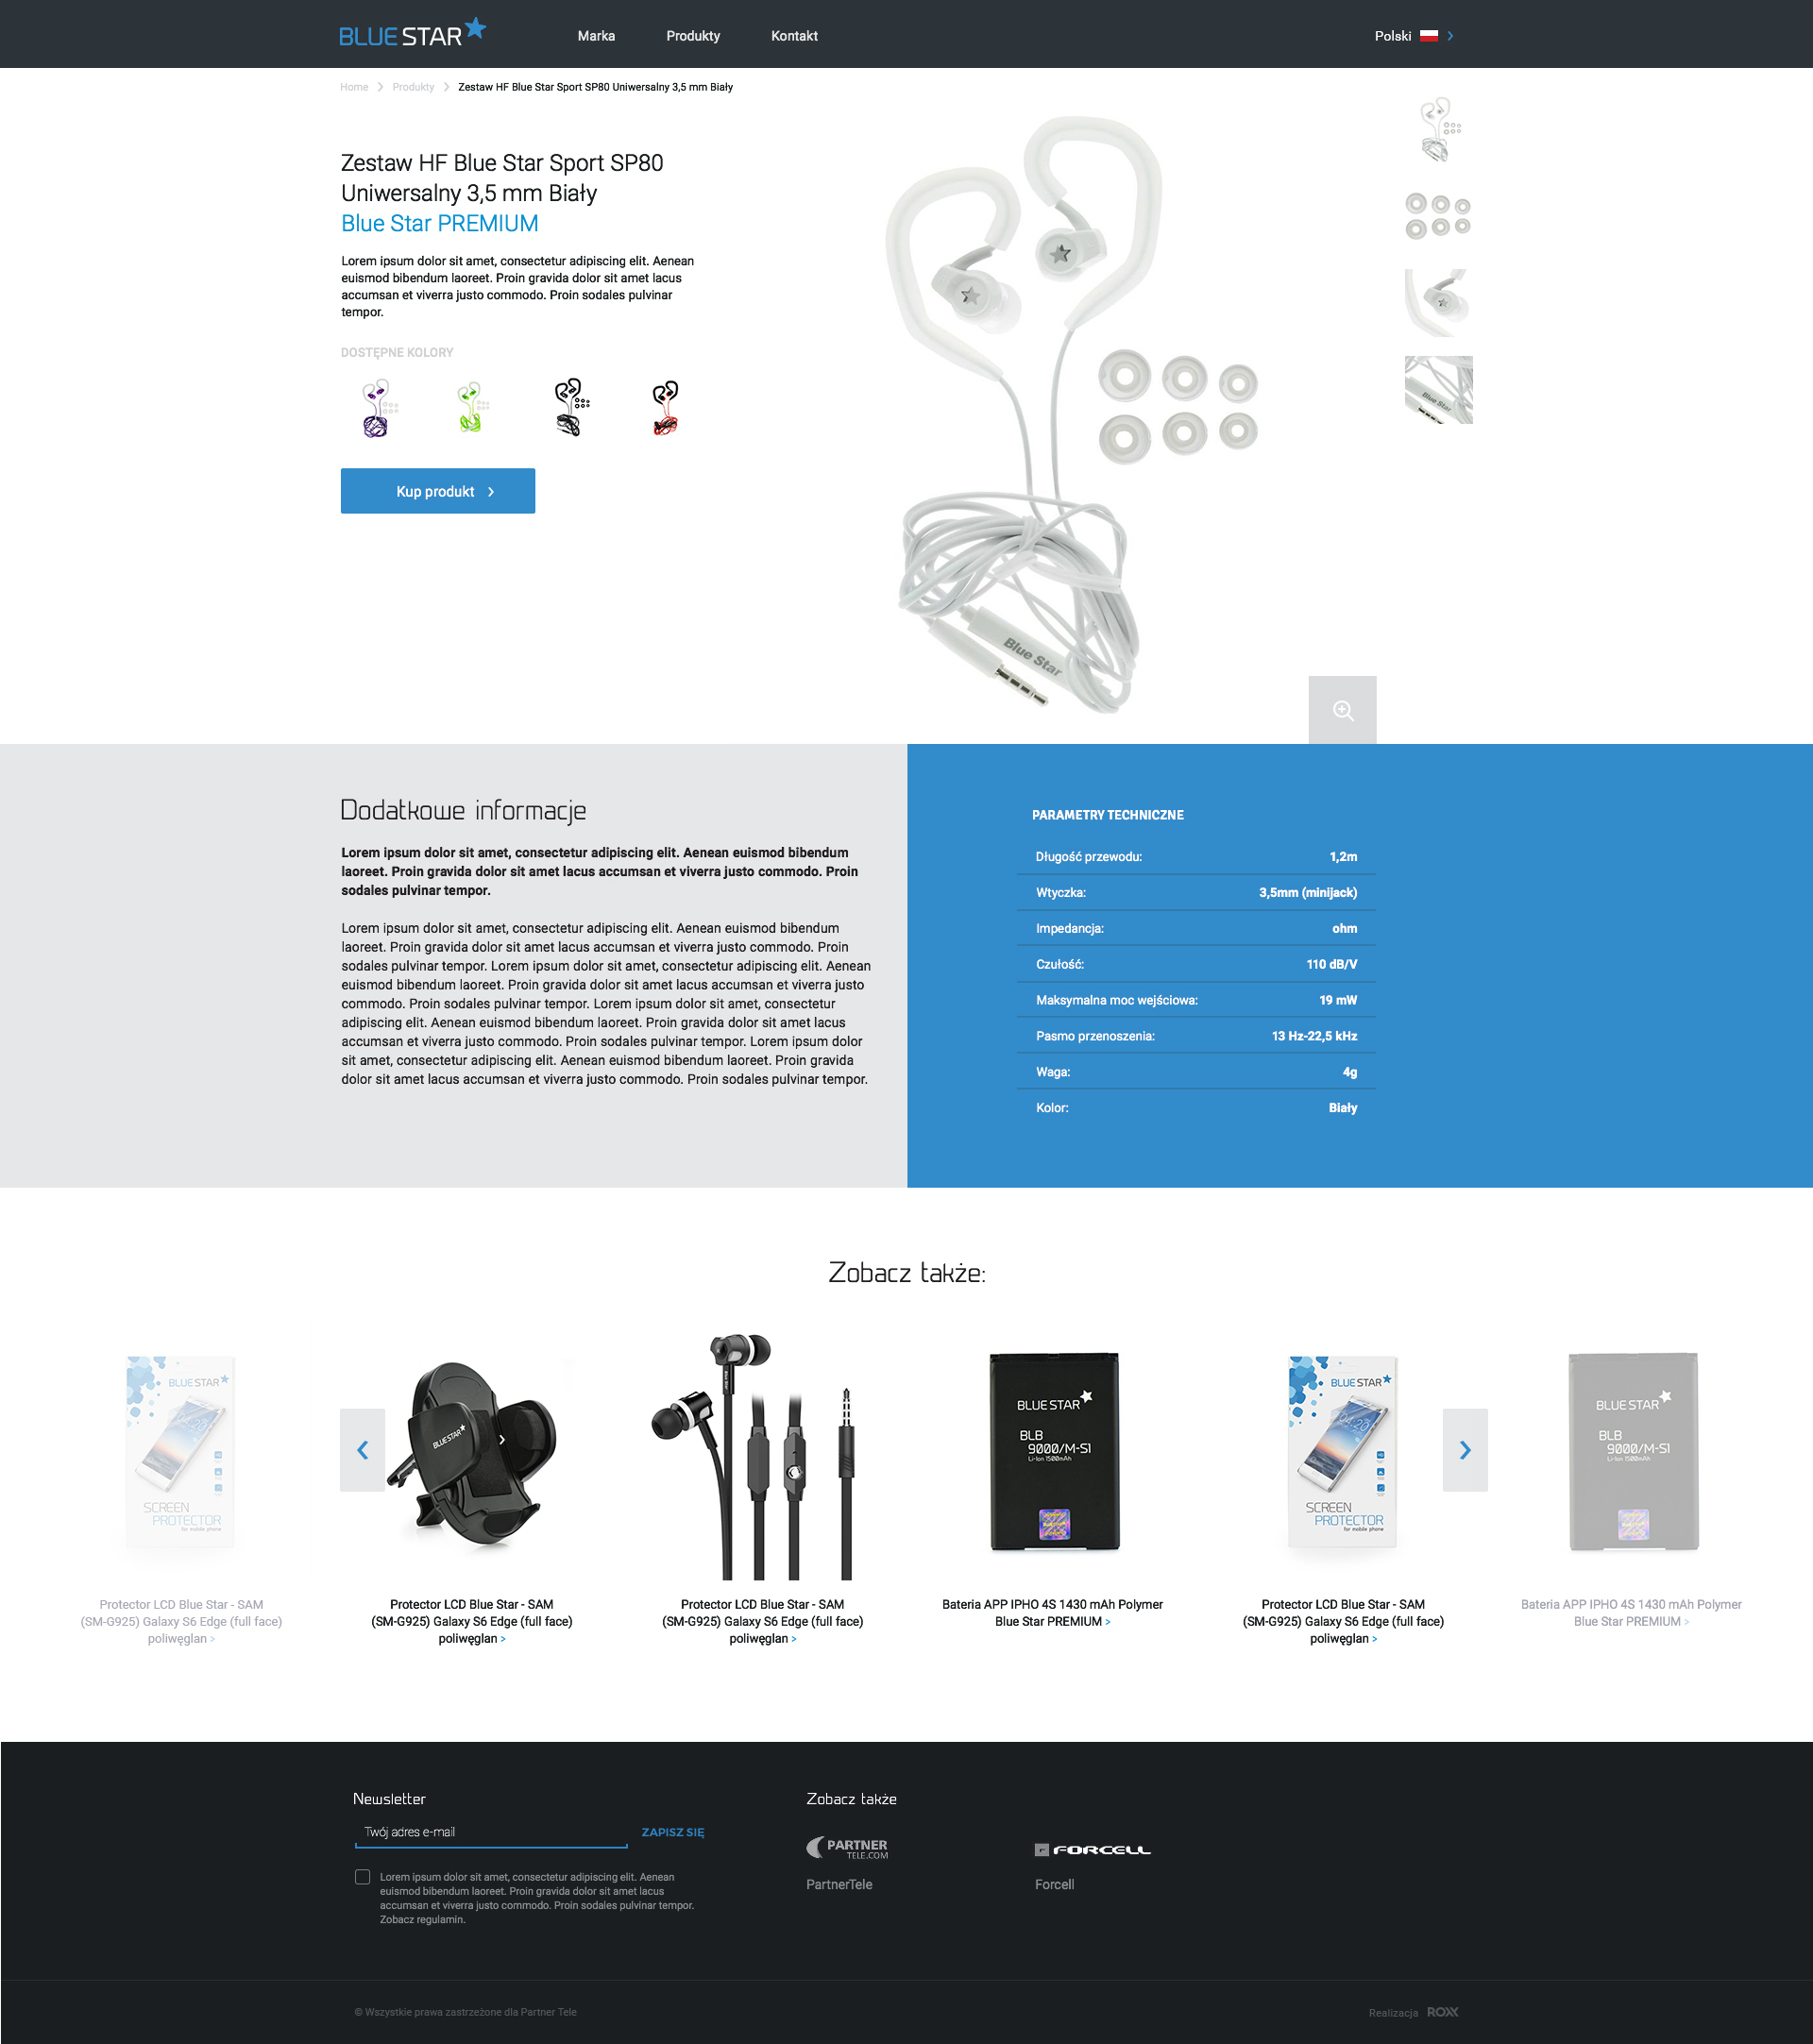 BLUE STAR
Marka
Produkty
Kontakt
Polski
Home
Produkty
Zestaw HF Blue Star Sport SP80 Uniwersalny 3,5 mm Biały
Zestaw HF Blue Star Sport SP80
Uniwersalny 3,5 mm Biały
Blue Star PREMIUM
Lorem ipsum dolor sit amet, consectetur adipiscing elit. Aenean
euismod bibendum laoreet. Proin gravida dolor sit amet lacus
accumsan et viverra justo commodo. Proin sodales pulvinar
tempor.
DOSTĘPNE KOLORY
Kup produkt
Blue Star
Blue Star
Dodatkowe informacje
Lorem ipsum dolor sit amet, consectetur adipiscing elit. Aenean euismod bibendum
laoreet. Proin gravida dolor sit amet lacus accumsan et viverra justo commodo. Proin
sodales pulvinar tempor.
Lorem ipsum dolor sit amet, consectetur adipiscing elit. Aenean euismod bibendum
laoreet. Proin gravida dolor sit amet lacus accumsan et viverra justo commodo. Proin
sodales pulvinar tempor. Lorem ipsum dolor sit amet, consectetur adipiscing elit. Aenean
euismod bibendum laoreet. Proin gravida dolor sit amet lacus accumsan et viverra justo
commodo. Proin sodales pulvinar tempor. Lorem ipsum dolor sit amet, consectetur
adipiscing elit. Aenean euismod bibendum laoreet. Proin gravida dolor sit amet lacus
accumsan et viverra justo commodo. Proin sodales pulvinar tempor. Lorem ipsum dolor
sit amet, consectetur adipiscing elit. Aenean euismod bibendum laoreet. Proin gravida
dolor sit amet lacus accumsan et viverra justo commodo. Proin sodales pulvinar tempor.
PARAMETRY TECHNICZNE
Długość przewodu: 1,2m
Wtyczka: 3,5mm (minijack)
Impedancja: ohm
Czułość: 110 dB/V
Maksymalna moc wejściowa: 19 mW
Pasmo przenoszenia: 13 Hz-22,5 kHz
Waga: 4g
Kolor: Biały
Zobacz także:
BLUE STAR
SCREEN
PROTECTOR
for mobile phone
Protector LCD Blue Star - SAM
(SM-G925) Galaxy S6 Edge (full face)
poliwęglan >
BLUE STAR
Protector LCD Blue Star - SAM
(SM-G925) Galaxy S6 Edge (full face)
poliwęglan >
Protector LCD Blue Star - SAM
(SM-G925) Galaxy S6 Edge (full face)
poliwęglan >
BLUE STAR
BLB
9000/M-S1
Li-Ion 1500mAh
Bateria APP IPHO 4S 1430 mAh Polymer
Blue Star PREMIUM >
BLUE STAR
04:23
SCREEN
PROTECTOR
for mobile phone
Protector LCD Blue Star - SAM
(SM-G925) Galaxy S6 Edge (full face)
poliwęglan >
BLUE STAR
BLB
9000/M-S1
Li-Ion 1500mAh
Bateria APP IPHO 4S 1430 mAh Polymer
Blue Star PREMIUM >
Newsletter
Twój adres e-mail
ZAPISZ SIĘ
Lorem ipsum dolor sit amet, consectetur adipiscing elit. Aenean
euismod bibendum laoreet. Proin gravida dolor sit amet lacus
accumsan et viverra justo commodo. Proin sodales pulvinar tempor.
Zobacz regulamin.
Zobacz także
PARTNER
TELE.COM
PartnerTele
FORCELL
Forcell
© Wszystkie prawa zastrzeżone dla Partner Tele
Realizacja ROXX